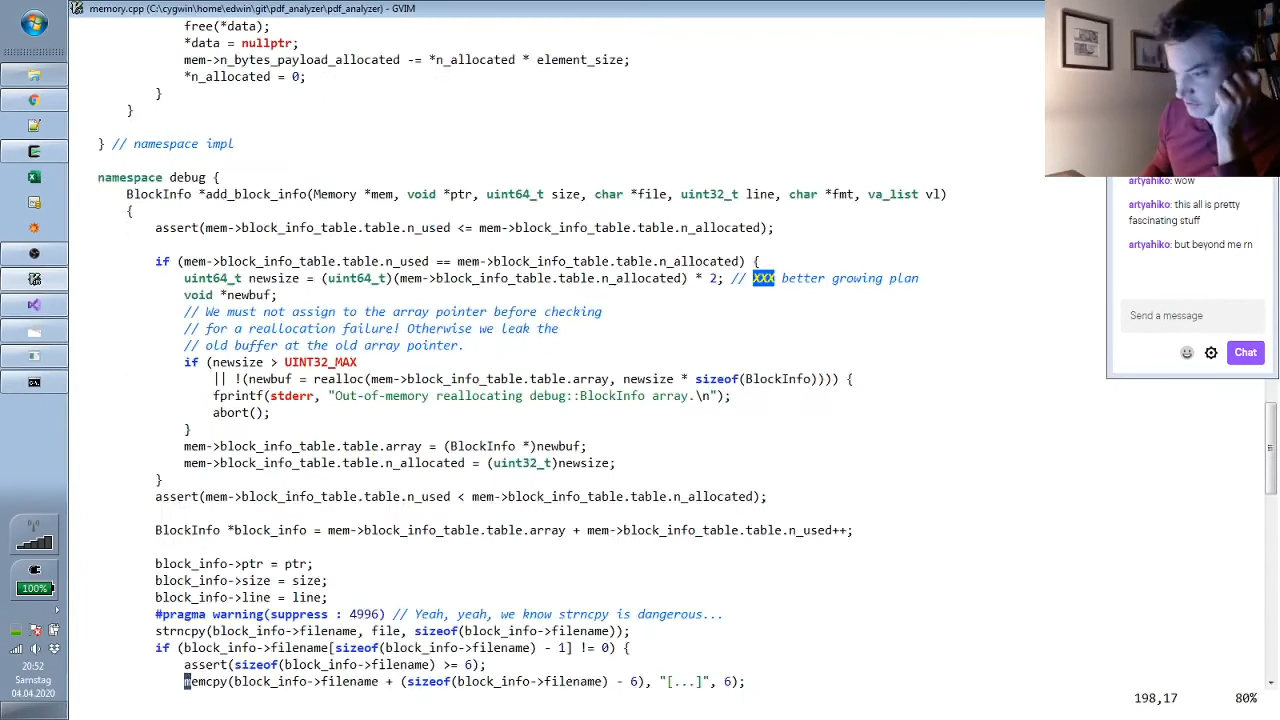 memory.cpp (C:\cygwin\home\edwin\git\pdf_analyzer\pdf_analyzer) - GVIM
free(*data);
*data = nullptr;
mem->n_bytes_payload_allocated -= *n_allocated * element_size;
*n_allocated = 0;
}
}
} // namespace impl
namespace debug {
BlockInfo *add_block_info(Memory *mem, void *ptr, uint64_t size, char *file, uint32_t line, char *fmt, va_list vl)
{
assert(mem->block_info_table.table.n_used <= mem->block_info_table.table.n_allocated);
if (mem->block_info_table.table.n_used == mem->block_info_table.table.n_allocated) {
uint64_t newsize = (uint64_t)(mem->block_info_table.table.n_allocated) * 2; // XXX better growing plan
void *newbuf;
// We must not assign to the array pointer before checking
// for a reallocation failure! Otherwise we leak the
// old buffer at the old array pointer.
if (newsize > UINT32_MAX
|| !(newbuf = realloc(mem->block_info_table.table.array, newsize * sizeof(BlockInfo)))) {
fprintf(stderr, "Out-of-memory reallocating debug::BlockInfo array.\n");
abort();
}
mem->block_info_table.table.array = (BlockInfo *)newbuf;
mem->block_info_table.table.n_allocated = (uint32_t)newsize;
}
assert(mem->block_info_table.table.n_used < mem->block_info_table.table.n_allocated);
BlockInfo *block_info = mem->block_info_table.table.array + mem->block_info_table.table.n_used++;
block_info->ptr = ptr;
block_info->size = size;
block_info->line = line;
#pragma warning(suppress : 4996) // Yeah, yeah, we know strncpy is dangerous...
strncpy(block_info->filename, file, sizeof(block_info->filename));
if (block_info->filename[sizeof(block_info->filename) - 1] != 0) {
assert(sizeof(block_info->filename) >= 6);
memcpy(block_info->filename + (sizeof(block_info->filename) - 6), "[...]", 6);
198,17 80%
artyahiko: wow
artyahiko: this all is pretty
fascinating stuff
artyahiko: but beyond me rn
Send a message
Chat
100%
20:52
Samstag
04.04.2020